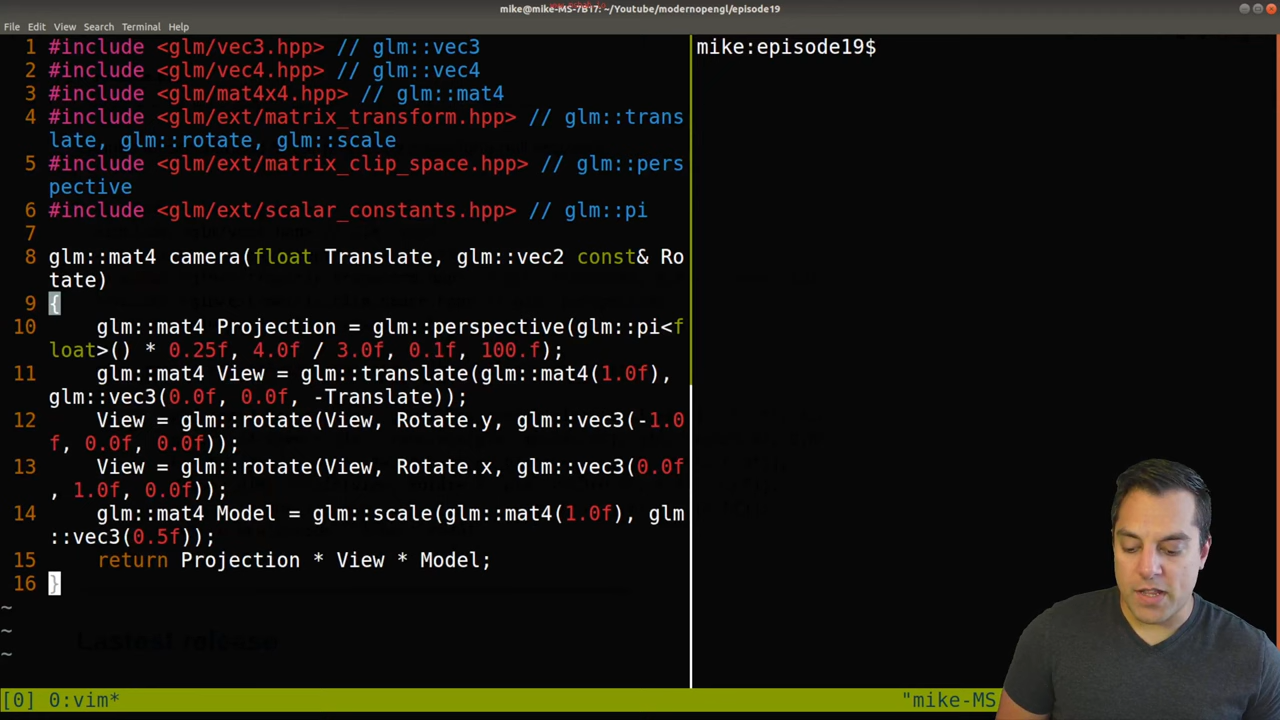 mike@mike-MS-7B17: ~/Youtube/modernopengl/episode19
File Edit View Search Terminal Help
1 #include <glm/vec3.hpp> // glm::vec3
2 #include <glm/vec4.hpp> // glm::vec4
3 #include <glm/mat4x4.hpp> // glm::mat4
4 #include <glm/ext/matrix_transform.hpp> // glm::trans
late, glm::rotate, glm::scale
5 #include <glm/ext/matrix_clip_space.hpp> // glm::pers
pective
6 #include <glm/ext/scalar_constants.hpp> // glm::pi
7
8 glm::mat4 camera(float Translate, glm::vec2 const& Ro
tate)
9 {
10     glm::mat4 Projection = glm::perspective(glm::pi<f
loat>() * 0.25f, 4.0f / 3.0f, 0.1f, 100.f);
11     glm::mat4 View = glm::translate(glm::mat4(1.0f),
glm::vec3(0.0f, 0.0f, -Translate));
12     View = glm::rotate(View, Rotate.y, glm::vec3(-1.0
f, 0.0f, 0.0f));
13     View = glm::rotate(View, Rotate.x, glm::vec3(0.0f
, 1.0f, 0.0f));
14     glm::mat4 Model = glm::scale(glm::mat4(1.0f), glm
::vec3(0.5f));
15     return Projection * View * Model;
16 }
~
~
~
Lastest release
mike:episode19$
[0] 0:vim*
"mike-MS